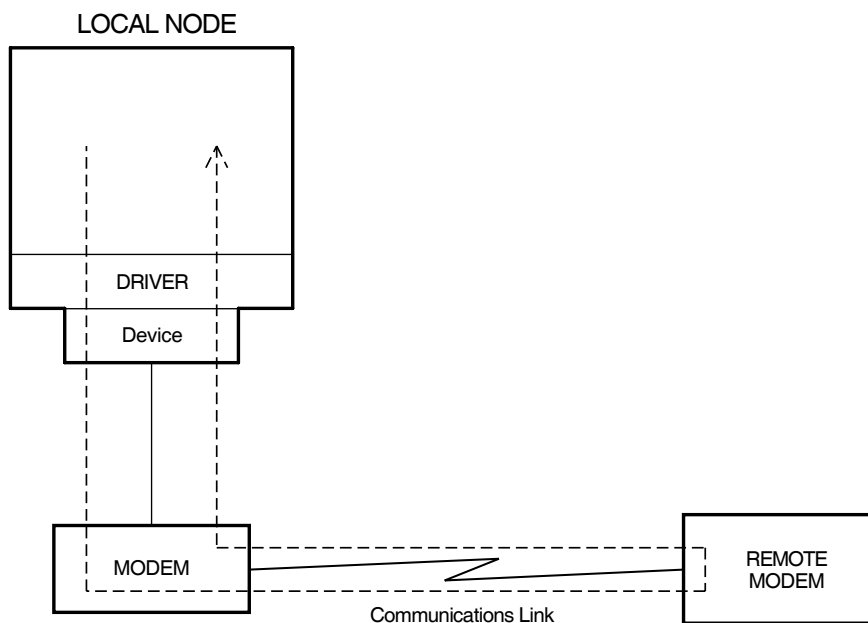 LOCAL NODE
DRIVER
Device
MODEM
REMOTE
MODEM
Communications Link